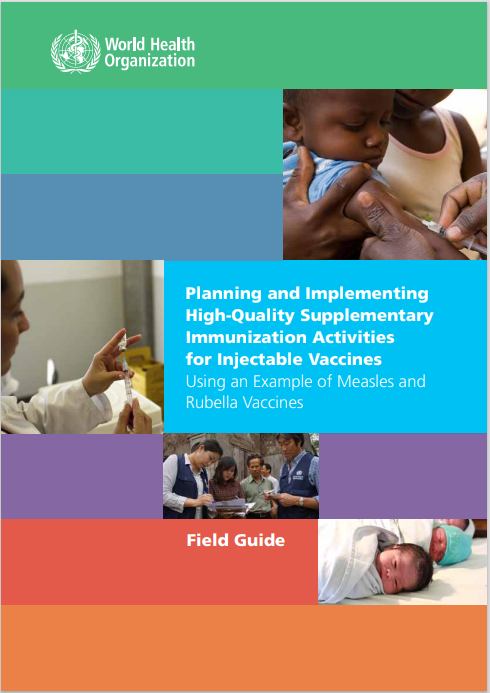 World Health
Organization
Planning and Implementing
High-Quality Supplementary
Immunization Activities
for Injectable Vaccines
Using an Example of Measles and
Rubella Vaccines
Field Guide